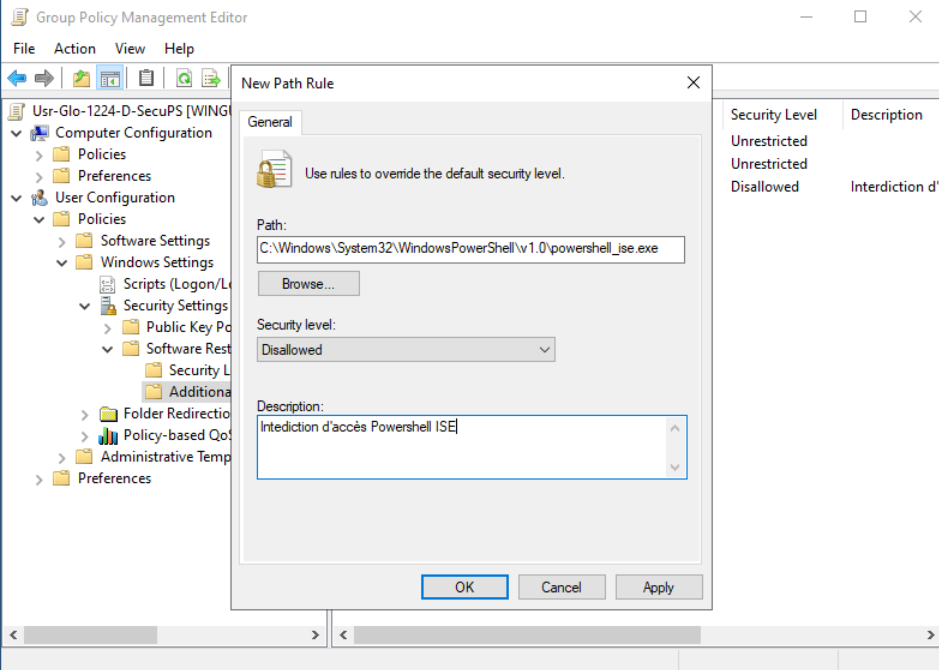 Group Policy Management Editor
File Action View Help
Usr-Glo-1224-D-SecuPS [WING
Computer Configuration
Policies
Preferences
User Configuration
Policies
Software Settings
Windows Settings
Scripts (Logon/L
Security Settings
Public Key Po
Software Rest
Security L
Additiona
Folder Redirectio
Policy-based QoS
Administrative Temp
Preferences
New Path Rule
General
Use rules to override the default security level.
Path:
C:\Windows\System32\WindowsPowerShell\v1.0\powershell_ise.exe
Browse...
Security level:
Disallowed
Description:
Intediction d'accès Powershell ISE
OK Cancel Apply
Security Level Description
Unrestricted
Unrestricted
Disallowed Interdiction d'